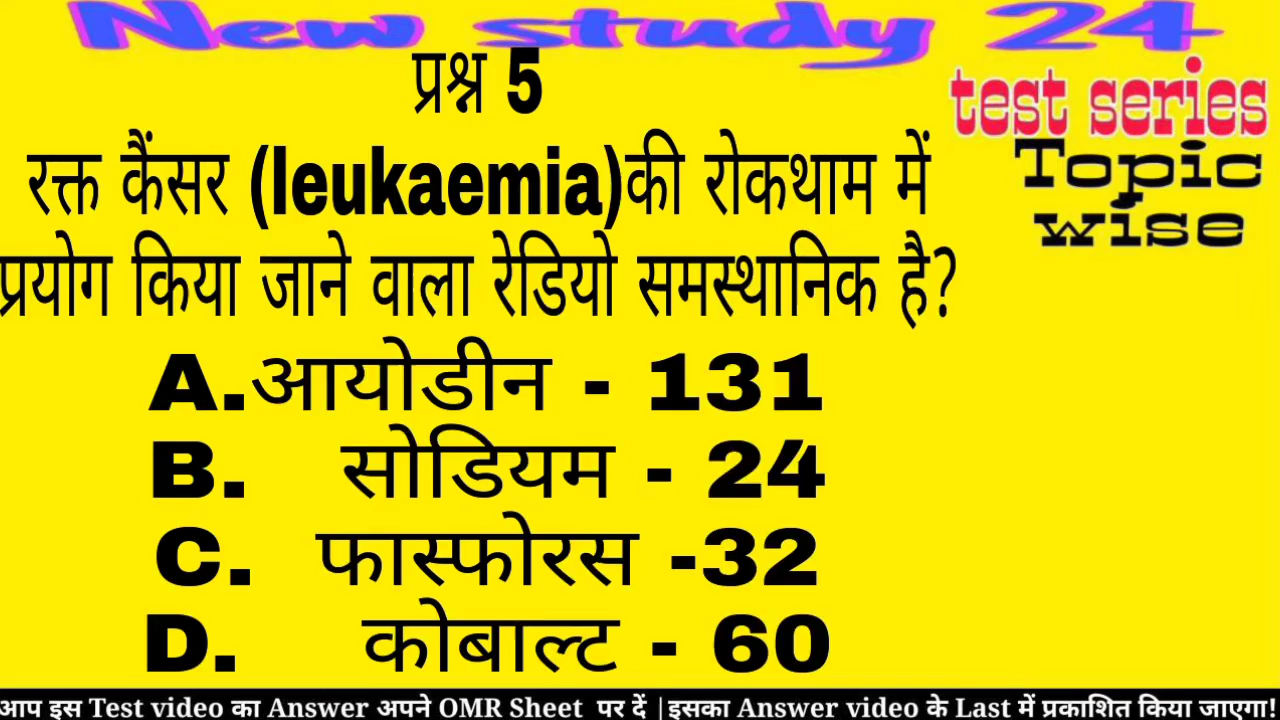 New study 24
test series
Topic
wise
प्रश्न 5
रक्त कैंसर (leukaemia)की रोकथाम में
प्रयोग किया जाने वाला रेडियो समस्थानिक है?
A.आयोडीन - 131
B. सोडियम - 24
C. फास्फोरस -32
D. कोबाल्ट - 60
आप इस Test video का Answer अपने OMR Sheet पर दें |इसका Answer video के Last में प्रकाशित किया जाएगा!